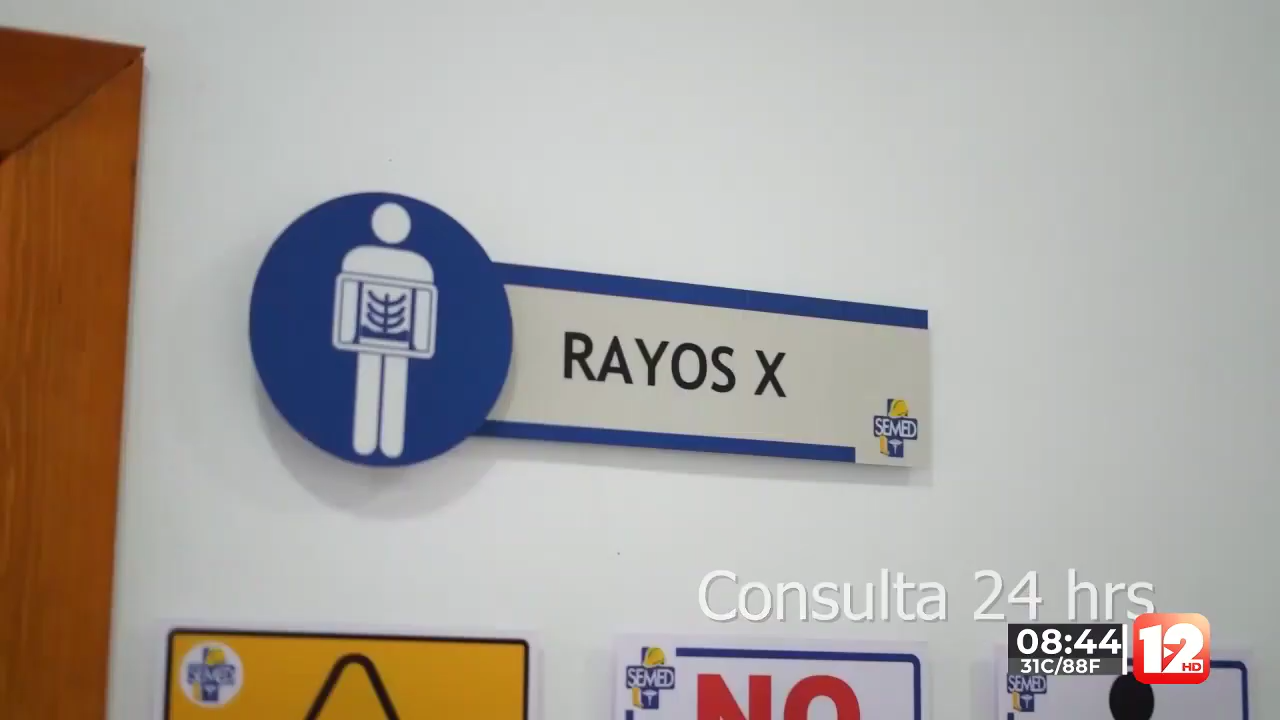 RAYOS X
SEMED
Consulta 24 hrs
08:44
31C/88F
12
HD
SEMED
NO
SEMED